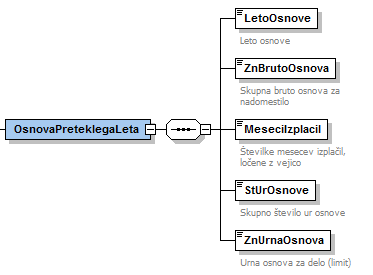 LetoOsnove
Leto osnove
ZnBrutoOsnova
Skupna bruto osnova za
nadomestilo
OsnovaPreteklegaLeta
MeseciIzplacil
Številke mesecev izplačil,
ločene z vejico
StUrOsnove
Skupno število ur osnove
ZnUrnaOsnova
Urna osnova za delo (limit)